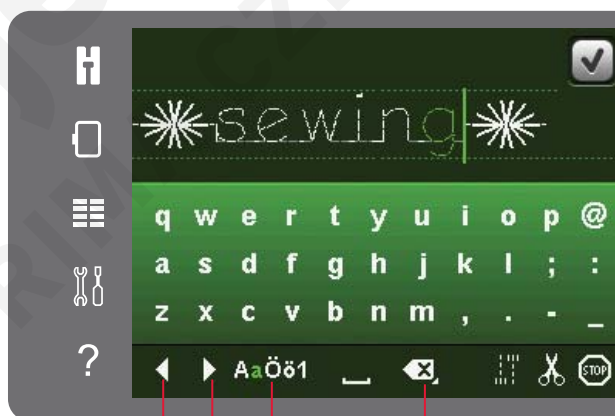 sewing
q w e r t y u i o p @
a s d f g h j k l ; :
z x c v b n m , . - _
? AaÖö1 STOP